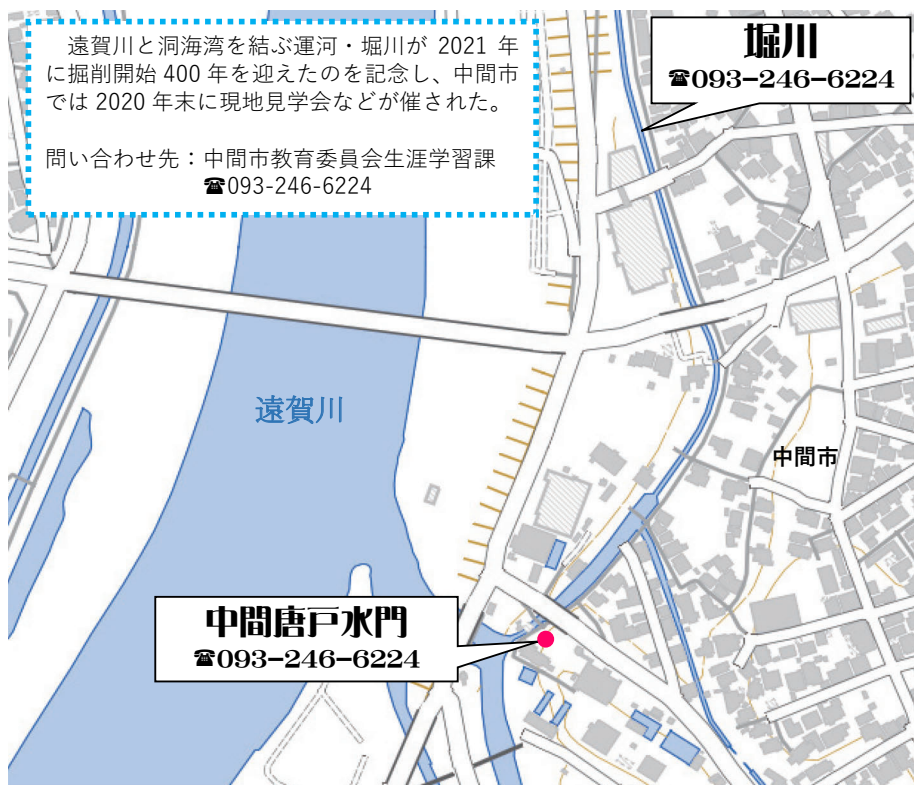 遠賀川と洞海湾を結ぶ運河・堀川が 2021 年
に掘削開始 400 年を迎えたのを記念し、中間市
では 2020 年末に現地見学会などが催された。
問い合わせ先：中間市教育委員会生涯学習課
☎093-246-6224
堀川
☎093-246-6224
遠賀川
中間市
中間唐戸水門
☎093-246-6224